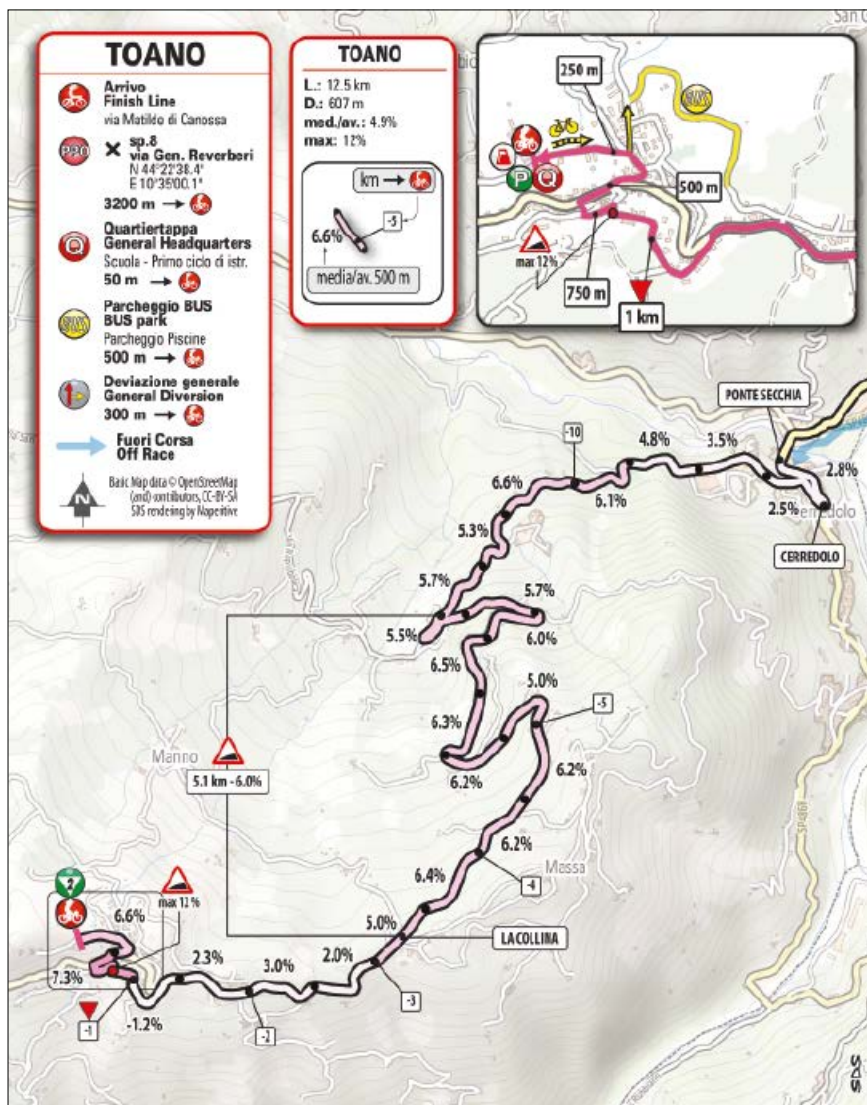 TOANO
Arrivo
Finish Line
via Matilde di Canossa
PRO
sp.8
via Gen. Reverberi
N 44°22'38.4"
E 10°35'00.1"
3200 m
Q
Quartiertappa
General Headquarters
Scuola - Primo ciclo di istr.
50 m
BUS
Parcheggio BUS
BUS park
Parcheggio Piscine
500 m
Deviazione generale
General Diversion
300 m
Fuori Corsa
Off Race
N
Basic Map data © OpenStreetMap
(and) contributors, CC-BY-SA
SDS rendering by Maperitive
TOANO
L.: 12.5 km
D.: 607 m
med./av.: 4.9%
max: 12%
km
-5
6.6%
media/av. 500 m
250 m
BUS
P
Q
500 m
max 12%
750 m
1 km
PONTE SECCHIA
-10
4.8%
3.5%
2.8%
6.6%
6.1%
2.5%
CERREDOLO
5.3%
5.7%
5.7%
5.5%
6.0%
6.5%
5.0%
-5
6.3%
Manno
6.2%
6.2%
5.1 km - 6.0%
6.2%
Massa
6.4%
-4
2
max 12%
6.6%
5.0%
LA COLLINA
2.3%
3.0%
2.0%
7.3%
-3
-1
-1.2%
-2
SDS